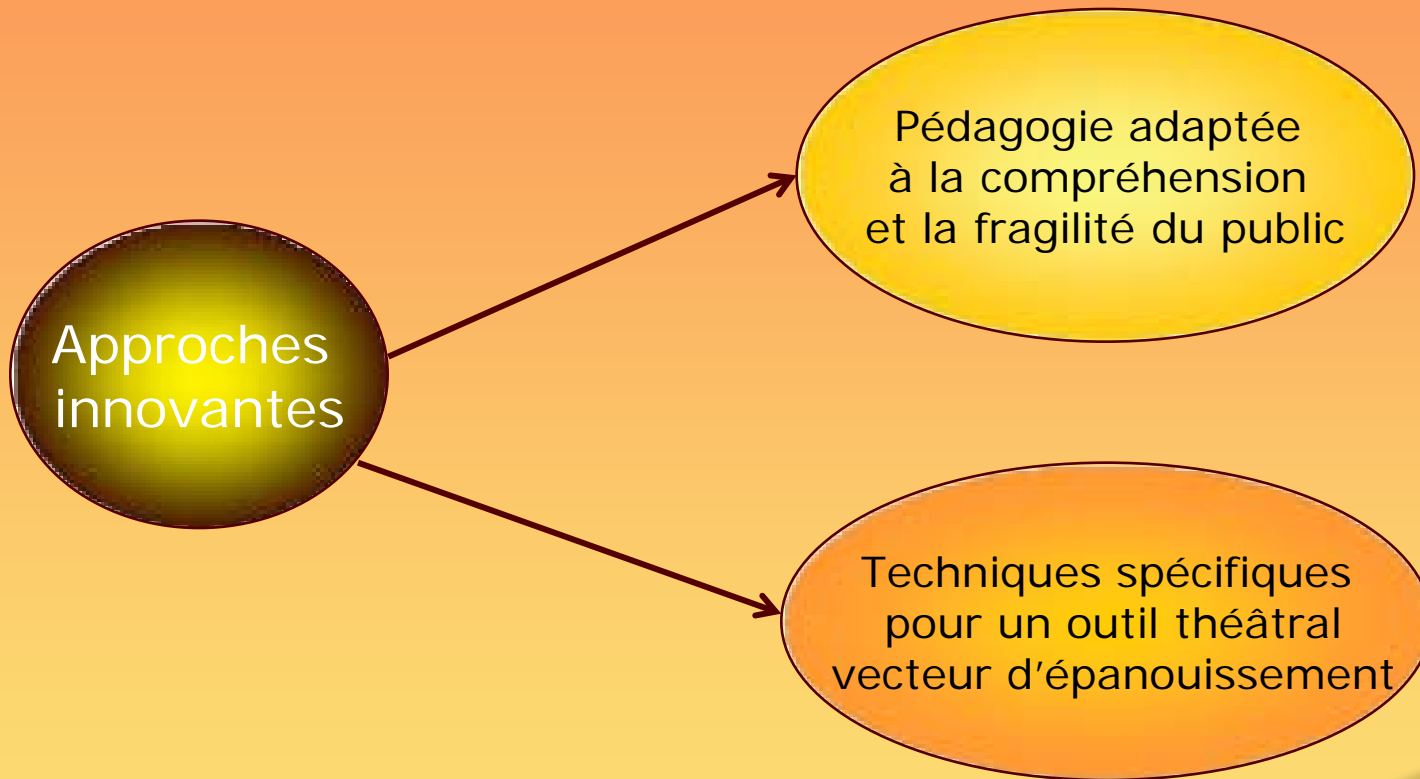 Approches
innovantes
Pédagogie adaptée
à la compréhension
et la fragilité du public
Techniques spécifiques
pour un outil théâtral
vecteur d'épanouissement